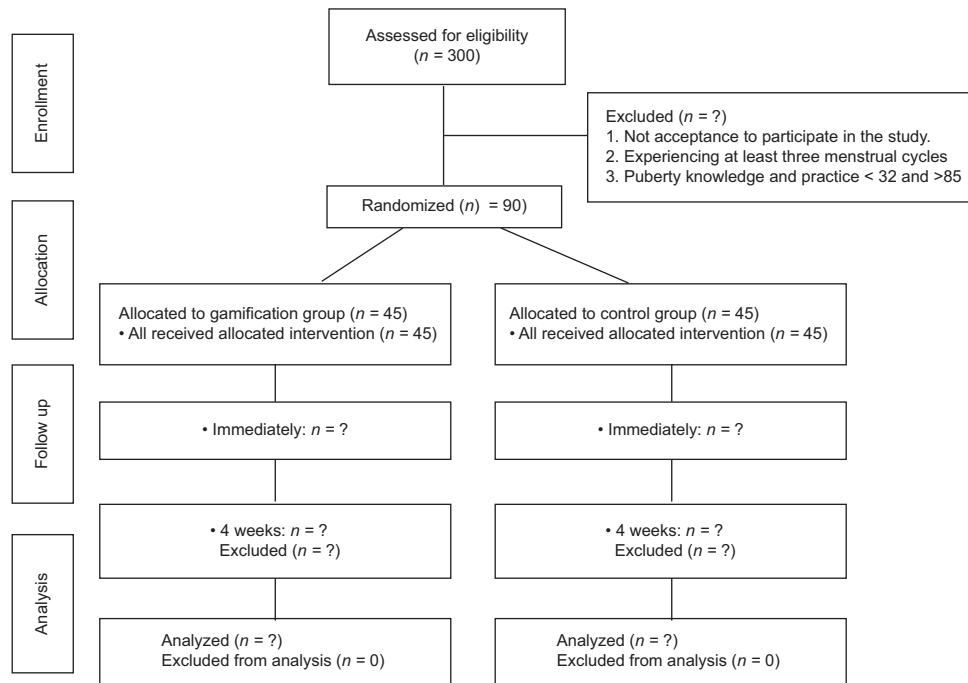 Enrollment
Assessed for eligibility
(n = 300)
Excluded (n = ?)
1. Not acceptance to participate in the study.
2. Experiencing at least three menstrual cycles
3. Puberty knowledge and practice < 32 and >85
Randomized (n) = 90)
Allocation
Allocated to gamification group (n = 45)
• All received allocated intervention (n = 45)
Allocated to control group (n = 45)
• All received allocated intervention (n = 45)
Follow up
• Immediately: n = ?
• Immediately: n = ?
• 4 weeks: n = ?
Excluded (n = ?)
• 4 weeks: n = ?
Excluded (n = ?)
Analysis
Analyzed (n = ?)
Excluded from analysis (n = 0)
Analyzed (n = ?)
Excluded from analysis (n = 0)